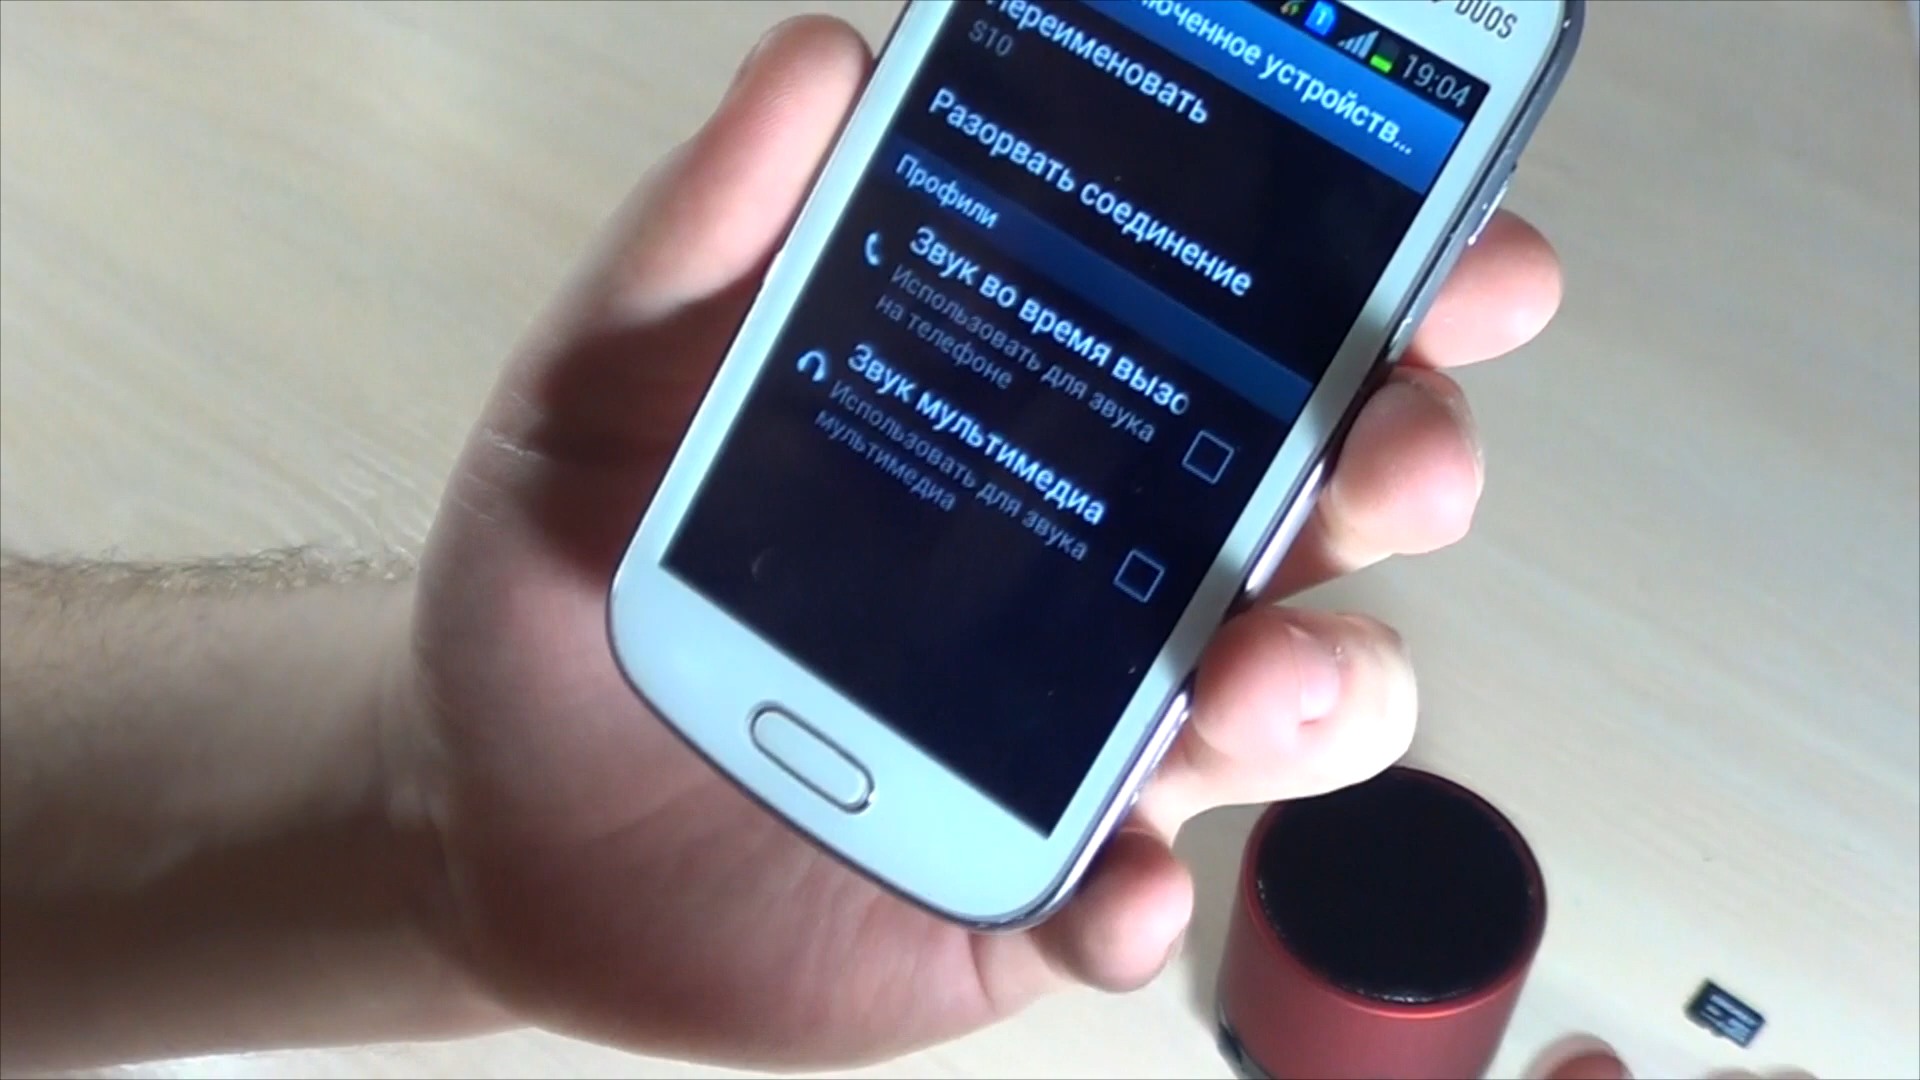 DUOS
19:04
люченное устройств...
Переименовать
S10
Разорвать соединение
Профили
Звук во время вызо
Использовать для звука
на телефоне
Звук мультимедиа
Использовать для звука
мультимедиа